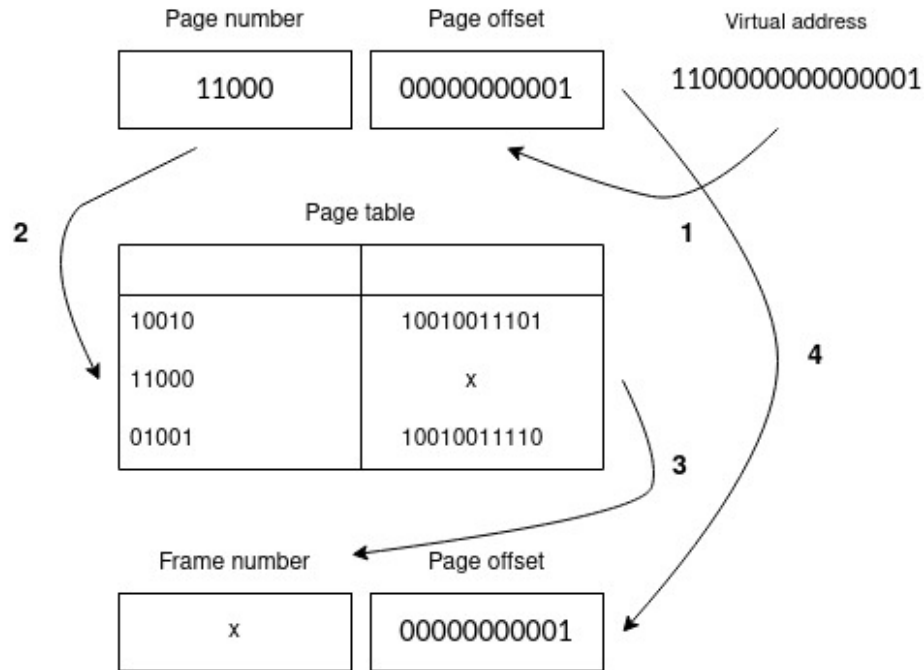 Page number Page offset Virtual address
11000 00000000001 1100000000000001
2 Page table 1
10010 10010011101
11000 x
01001 10010011110
4
3
Frame number Page offset
x 00000000001